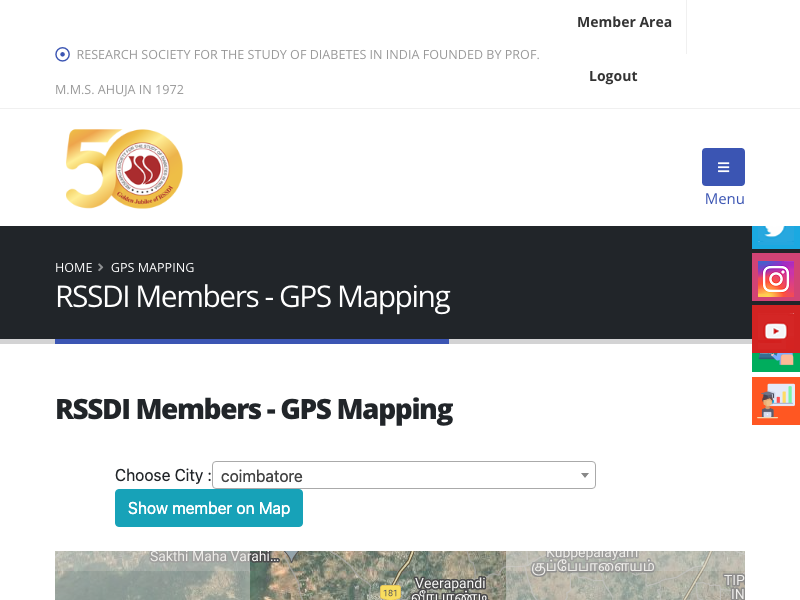 Member Area
RESEARCH SOCIETY FOR THE STUDY OF DIABETES IN INDIA FOUNDED BY PROF.
M.M.S. AHUJA IN 1972
Logout
50
Golden Jubilee of RSSDI
Menu
HOME > GPS MAPPING
RSSDI Members - GPS Mapping
RSSDI Members - GPS Mapping
Choose City : coimbatore
Show member on Map
Sakthi Maha Varahi...
Kuppepalayam
குப்பேபாளையம்
Veerapandi
வீரபாண்டி
181
TIP
IN